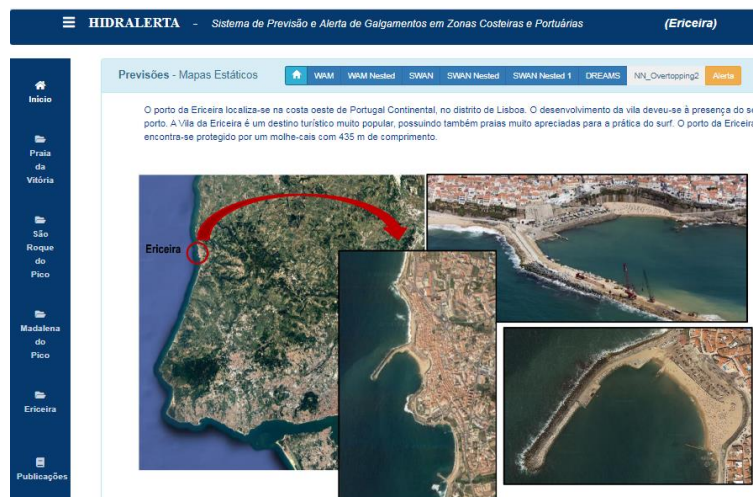 HIDRALERTA - Sistema de Previsão e Alerta de Galgamentos em Zonas Costeiras e Portuárias (Ericeira)
Início
Praia
da
Vitória
São
Roque
do
Pico
Madalena
do
Pico
Ericeira
Publicações
Previsões - Mapas Estáticos WAM WAM Nested SWAN SWAN Nested SWAN Nested 1 DREAMS NN_Overtopping2 Alerta
O porto da Ericeira localiza-se na costa oeste de Portugal Continental, no distrito de Lisboa. O desenvolvimento da vila deveu-se à presença do se
porto. A Vila da Ericeira é um destino turístico muito popular, possuindo também praias muito apreciadas para a prática do surf. O porto da Ericeira
encontra-se protegido por um molhe-cais com 435 m de comprimento.
Ericeira